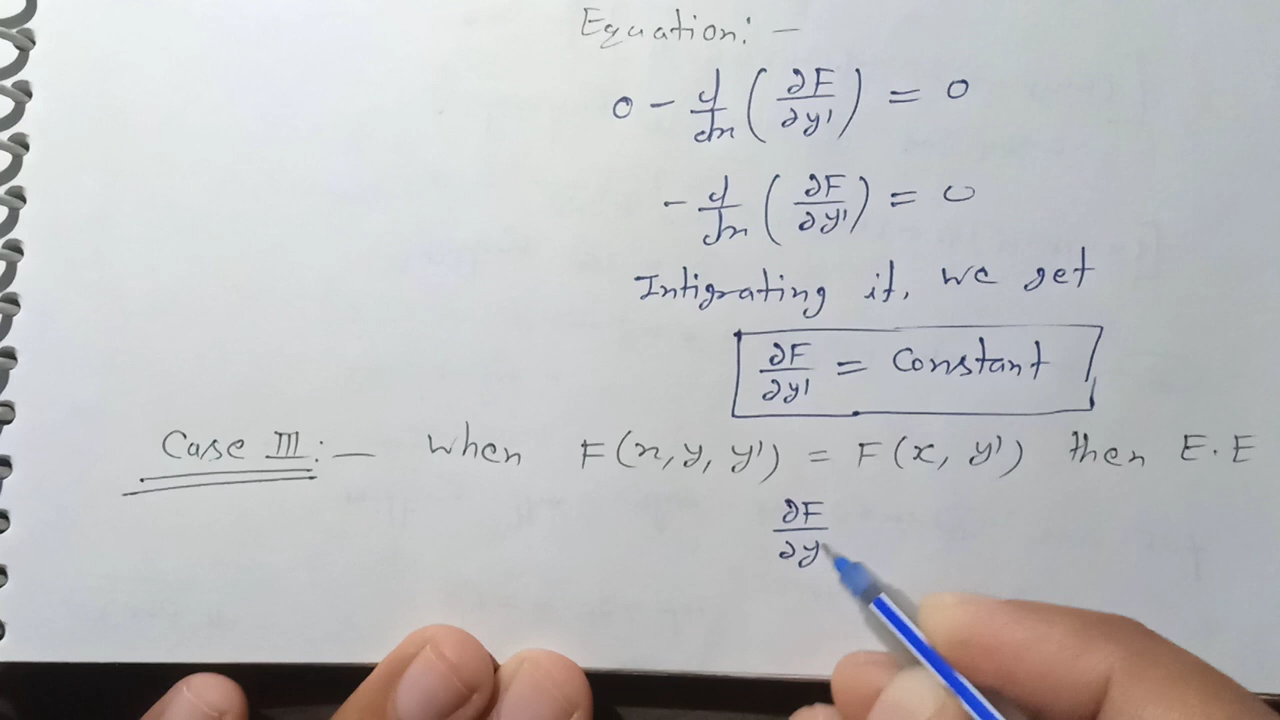 Equation:-
0 - d/dx (∂F/∂y') = 0
- d/dx (∂F/∂y') = 0
Intigrating it, we get
∂F/∂y' = Constant
Case III:- when F(x, y, y') = F(x, y') then E.E
∂F/∂y